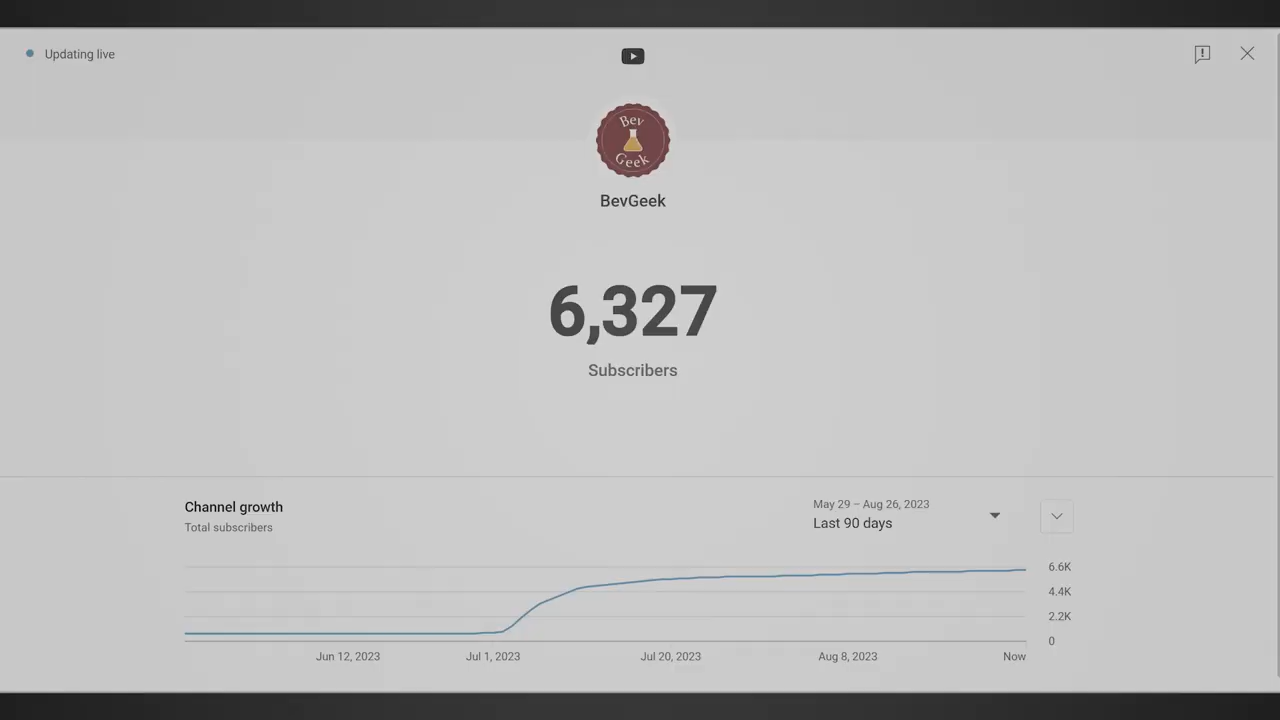 Updating live
Bev
Geek
BevGeek
6,327
Subscribers
Channel growth
Total subscribers
May 29 – Aug 26, 2023
Last 90 days
6.6K
4.4K
2.2K
0
Jun 12, 2023
Jul 1, 2023
Jul 20, 2023
Aug 8, 2023
Now